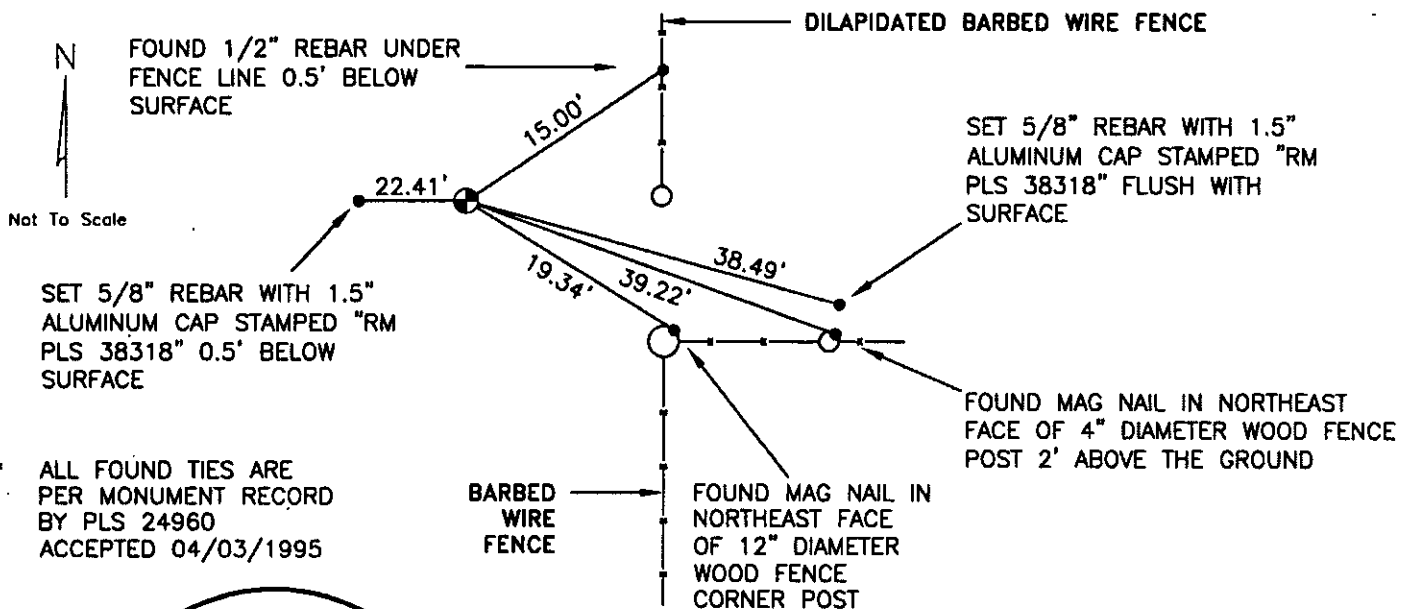 DILAPIDATED BARBED WIRE FENCE
N
Not To Scale
FOUND 1/2" REBAR UNDER
FENCE LINE 0.5' BELOW
SURFACE
15.00'
22.41'
SET 5/8" REBAR WITH 1.5"
ALUMINUM CAP STAMPED "RM
PLS 38318" FLUSH WITH
SURFACE
38.49'
39.22'
19.34'
SET 5/8" REBAR WITH 1.5"
ALUMINUM CAP STAMPED "RM
PLS 38318" 0.5' BELOW
SURFACE
FOUND MAG NAIL IN NORTHEAST
FACE OF 4" DIAMETER WOOD FENCE
POST 2' ABOVE THE GROUND
ALL FOUND TIES ARE
PER MONUMENT RECORD
BY PLS 24960
ACCEPTED 04/03/1995
BARBED
WIRE
FENCE
FOUND MAG NAIL IN
NORTHEAST FACE
OF 12" DIAMETER
WOOD FENCE
CORNER POST